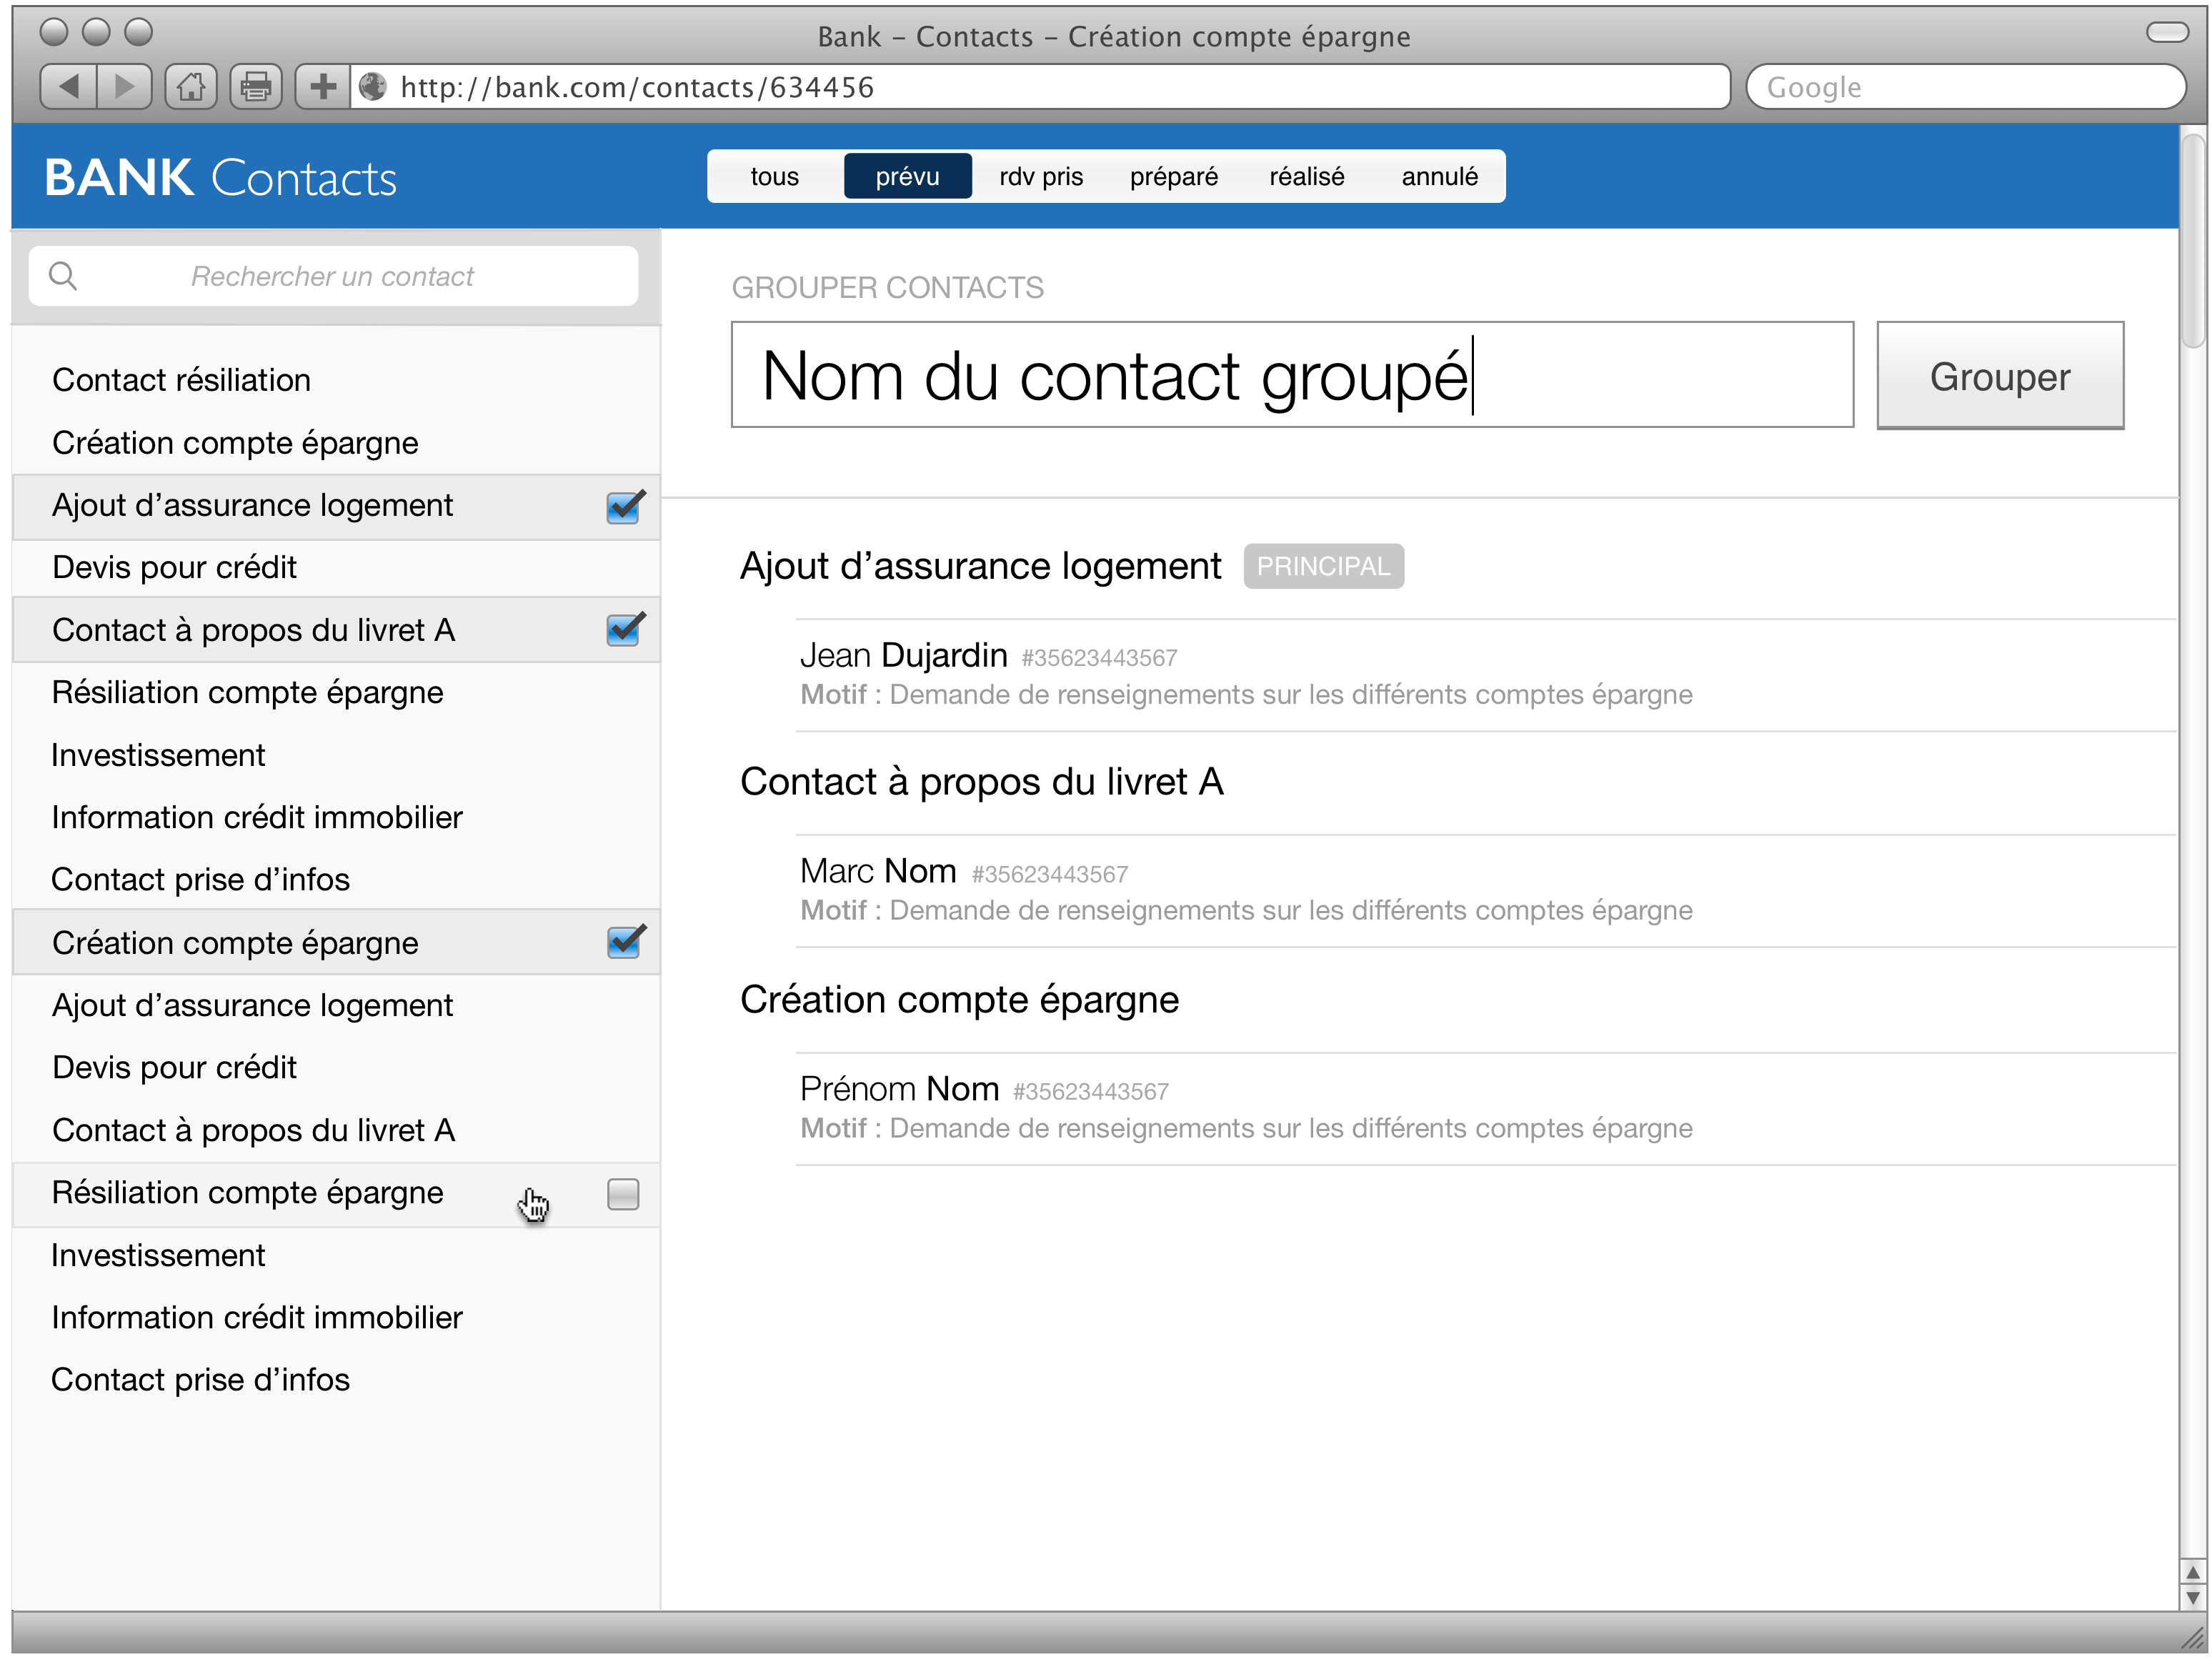 Bank – Contacts – Création compte épargne
http://bank.com/contacts/634456
Google
BANK Contacts
tous prévu rdv pris préparé réalisé annulé
Rechercher un contact
Contact résiliation
Création compte épargne
Ajout d’assurance logement
Devis pour crédit
Contact à propos du livret A
Résiliation compte épargne
Investissement
Information crédit immobilier
Contact prise d’infos
Création compte épargne
Ajout d’assurance logement
Devis pour crédit
Contact à propos du livret A
Résiliation compte épargne
Investissement
Information crédit immobilier
Contact prise d’infos
GROUPER CONTACTS
Nom du contact groupé
Grouper
Ajout d’assurance logement PRINCIPAL
Jean Dujardin #35623443567
Motif : Demande de renseignements sur les différents comptes épargne
Contact à propos du livret A
Marc Nom #35623443567
Motif : Demande de renseignements sur les différents comptes épargne
Création compte épargne
Prénom Nom #35623443567
Motif : Demande de renseignements sur les différents comptes épargne